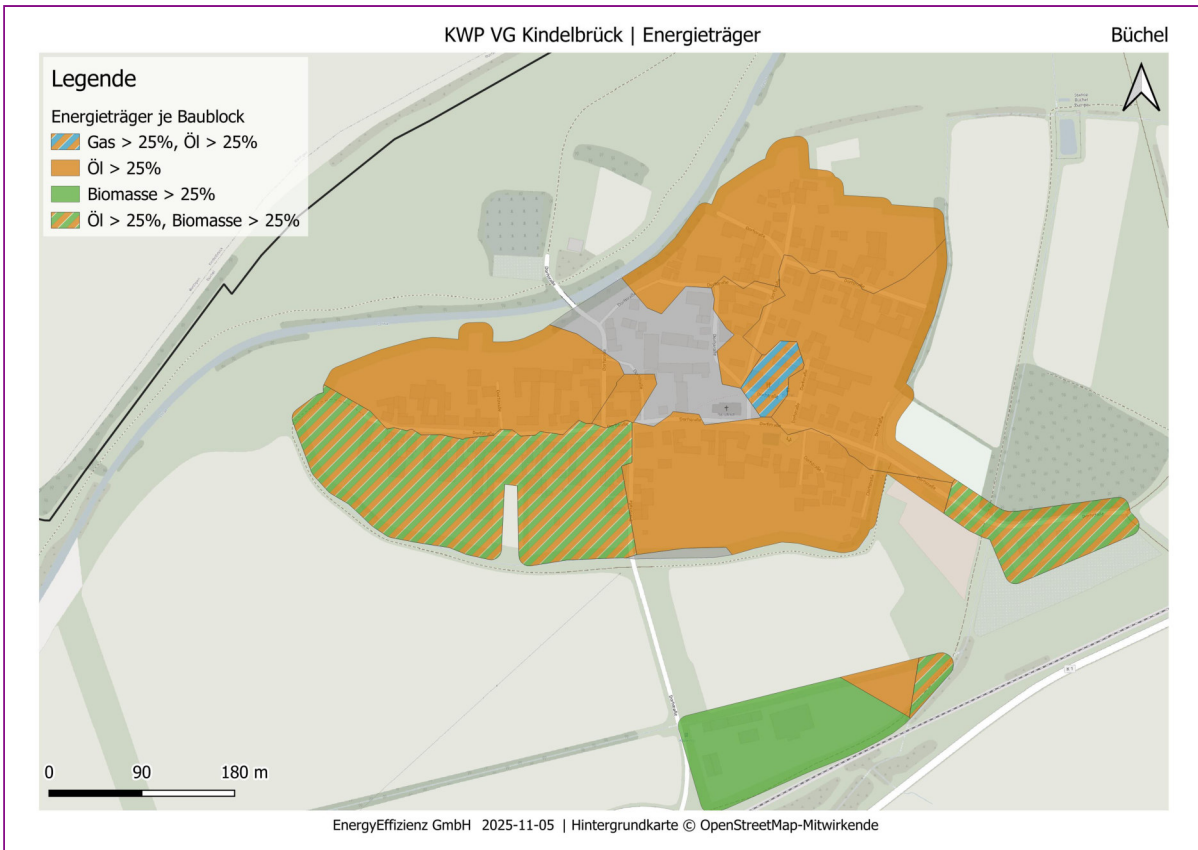 KWP VG Kindelbrück | Energieträger
Büchel
Legende
Energieträger je Baublock
Gas > 25%, Öl > 25%
Öl > 25%
Biomasse > 25%
Öl > 25%, Biomasse > 25%
0 90 180 m
EnergyEffizienz GmbH 2025-11-05 | Hintergrundkarte © OpenStreetMap-Mitwirkende